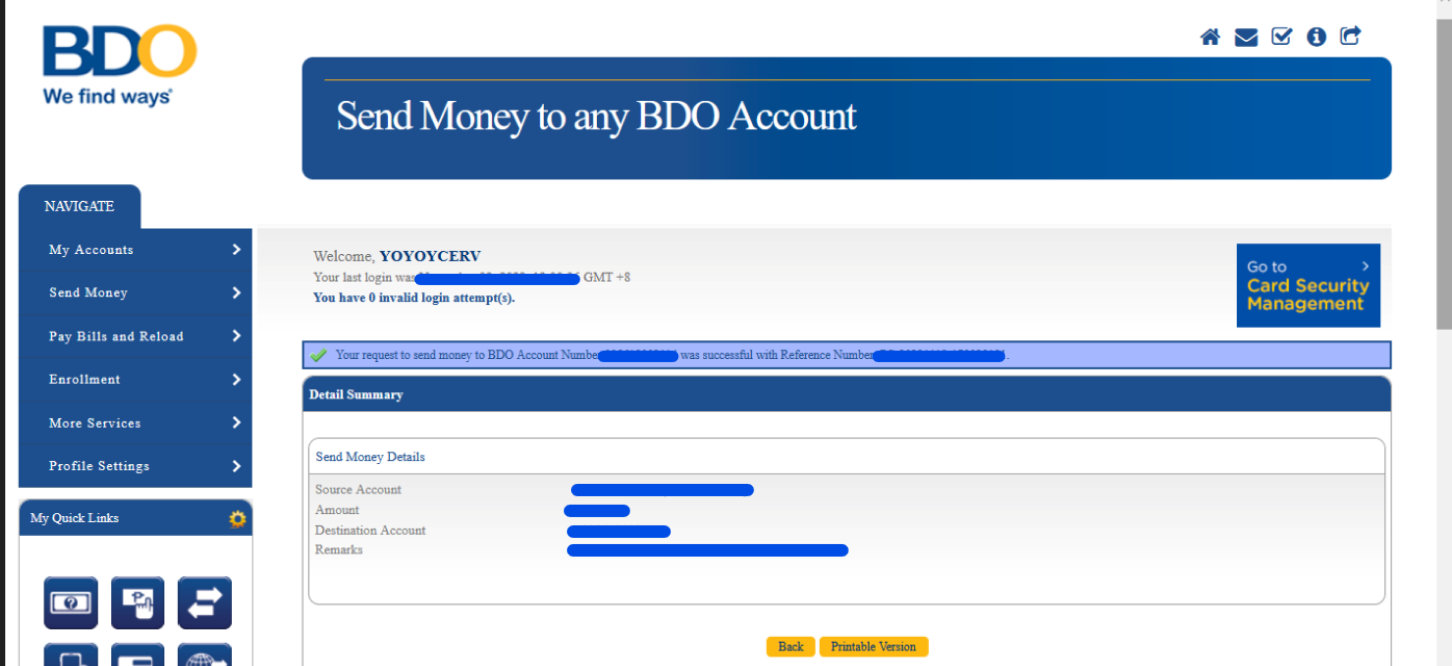 BDO
We find ways®
Send Money to any BDO Account
NAVIGATE
My Accounts
Send Money
Pay Bills and Reload
Enrollment
More Services
Profile Settings
My Quick Links
Welcome, YOYOYCERV
Your last login was GMT +8
You have 0 invalid login attempt(s).
Go to
Card Security
Management
Your request to send money to BDO Account Number was successful with Reference Number .
Detail Summary
Send Money Details
Source Account
Amount
Destination Account
Remarks
Back
Printable Version